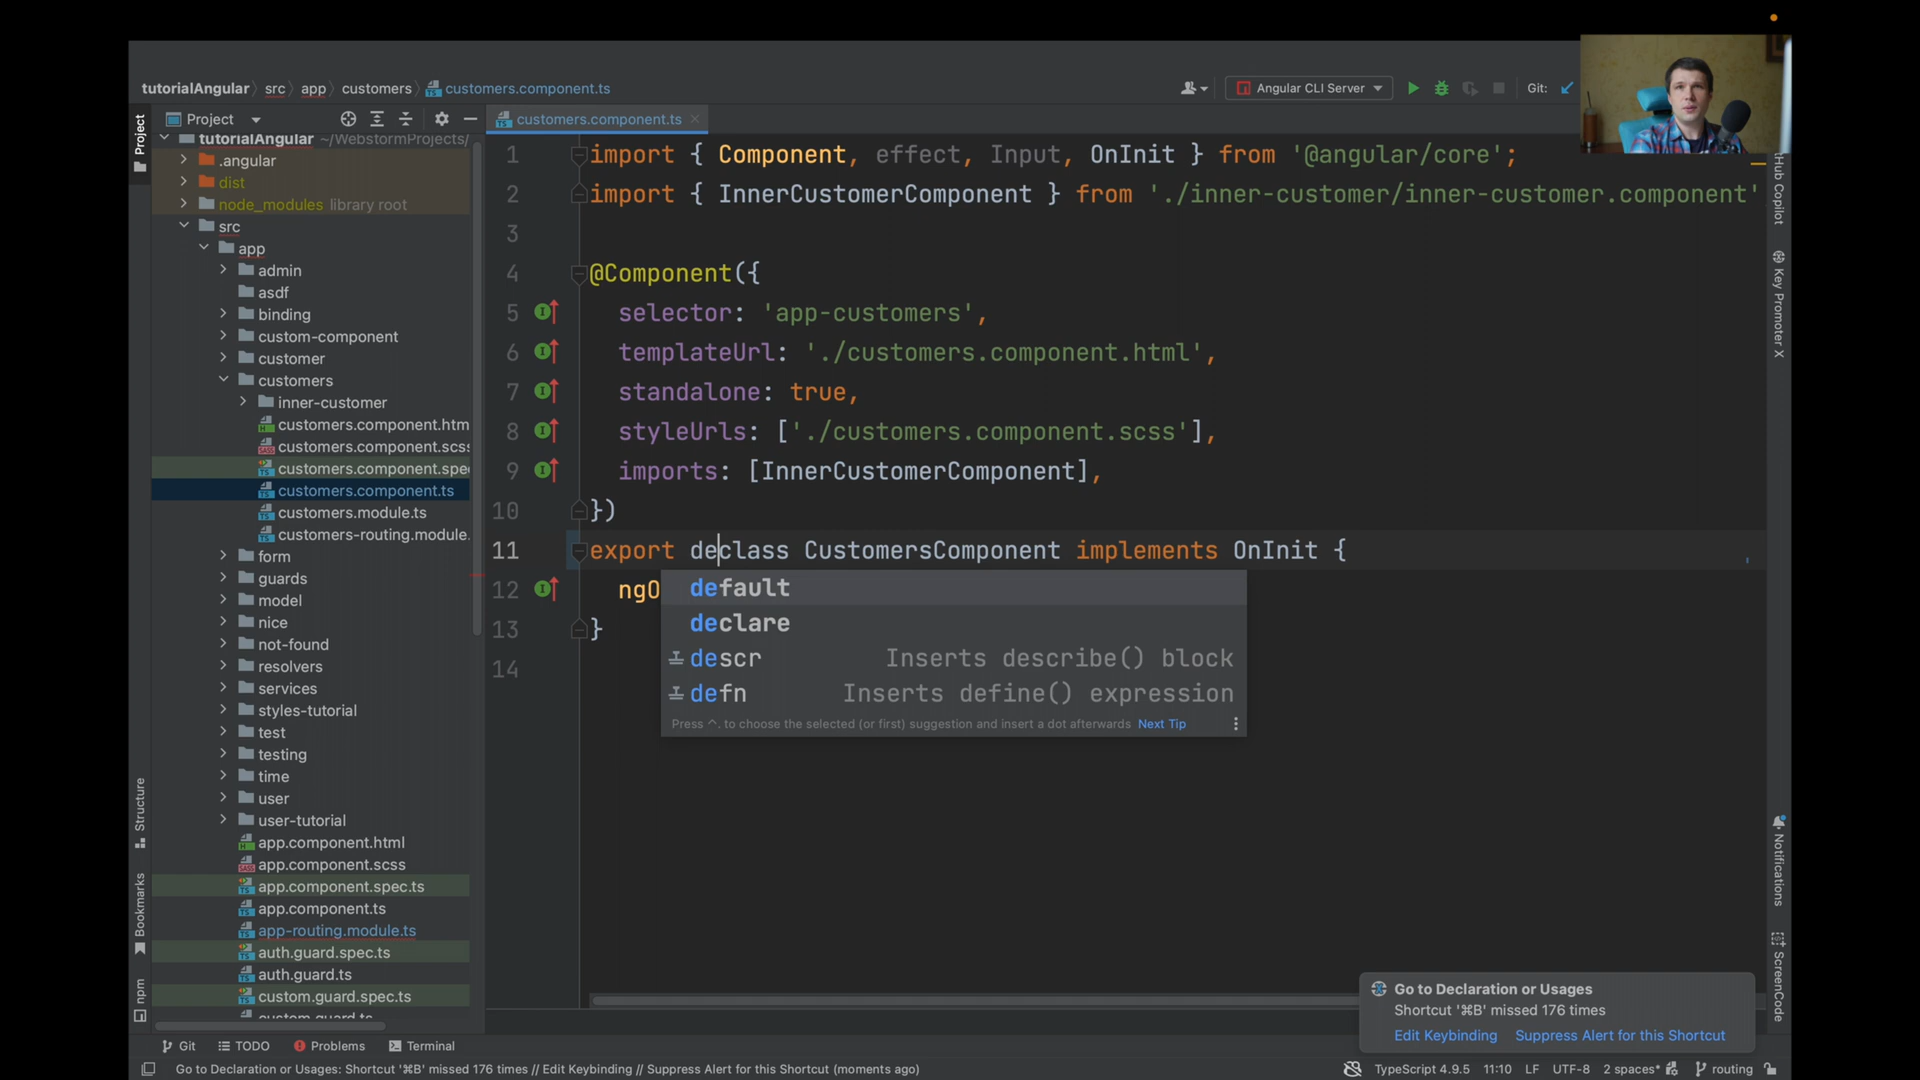 tutorialAngular src app customers customers.component.ts
Angular CLI Server
Git:
Project
Project
customers.component.ts
tutorialAngular ~/WebstormProjects/
.angular
dist
node_modules library root
src
app
admin
asdf
binding
custom-component
customer
customers
inner-customer
customers.component.htm
customers.component.scs
customers.component.spe
customers.component.ts
customers.module.ts
customers-routing.module.
form
guards
model
nice
not-found
resolvers
services
styles-tutorial
test
testing
time
user
user-tutorial
app.component.html
app.component.scss
app.component.spec.ts
app.component.ts
app-routing.module.ts
auth.guard.spec.ts
auth.guard.ts
custom.guard.spec.ts
custom.guard.ts
Structure
Bookmarks
npm
1 import { Component, effect, Input, OnInit } from '@angular/core';
2 import { InnerCustomerComponent } from './inner-customer/inner-customer.component'
3
4 @Component({
5 selector: 'app-customers',
6 templateUrl: './customers.component.html',
7 standalone: true,
8 styleUrls: ['./customers.component.scss'],
9 imports: [InnerCustomerComponent],
10 })
11 export declass CustomersComponent implements OnInit {
12 ngO
13 }
14
default
declare
descr Inserts describe() block
defn Inserts define() expression
Press ^. to choose the selected (or first) suggestion and insert a dot afterwards Next Tip
Hub Copilot
Key Promoter X
Notifications
ScreenCode
Go to Declaration or Usages
Shortcut '⌘B' missed 176 times
Edit Keybinding Suppress Alert for this Shortcut
Git TODO Problems Terminal
Go to Declaration or Usages: Shortcut '⌘B' missed 176 times // Edit Keybinding // Suppress Alert for this Shortcut (moments ago)
TypeScript 4.9.5 11:10 LF UTF-8 2 spaces* routing